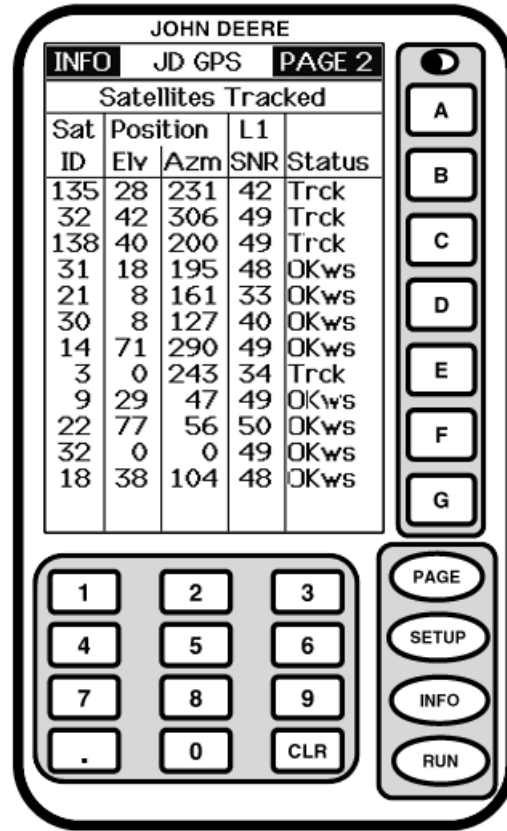 JOHN DEERE
INFO JD GPS PAGE 2
Satellites Tracked
Sat Position L1
ID Elv Azm SNR Status
135 28 231 42 Trck
32 42 306 49 Trck
138 40 200 49 Trck
31 18 195 48 OKws
21 8 161 33 OKws
30 8 127 40 OKws
14 71 290 49 OKws
3 0 243 34 Trck
9 29 47 49 OKws
22 77 56 50 OKws
32 0 0 49 OKws
18 38 104 48 OKws
A
B
C
D
E
F
G
1 2 3
4 5 6
7 8 9
. 0 CLR
PAGE
SETUP
INFO
RUN